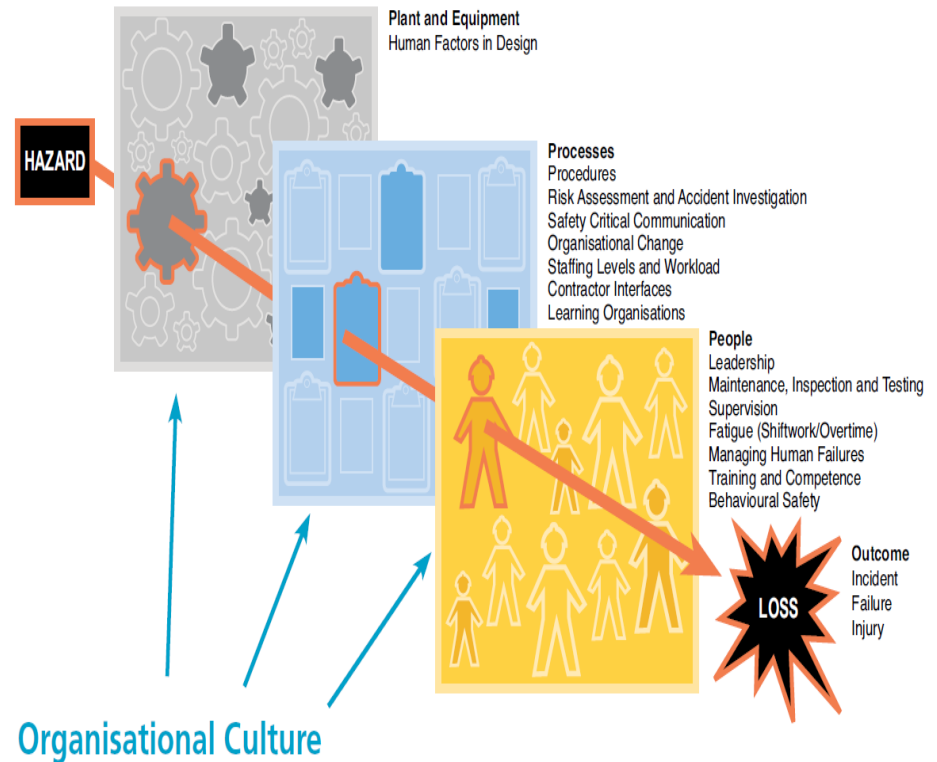 Plant and Equipment
Human Factors in Design
HAZARD
Processes
Procedures
Risk Assessment and Accident Investigation
Safety Critical Communication
Organisational Change
Staffing Levels and Workload
Contractor Interfaces
Learning Organisations
People
Leadership
Maintenance, Inspection and Testing
Supervision
Fatigue (Shiftwork/Overtime)
Managing Human Failures
Training and Competence
Behavioural Safety
LOSS
Outcome
Incident
Failure
Injury
Organisational Culture